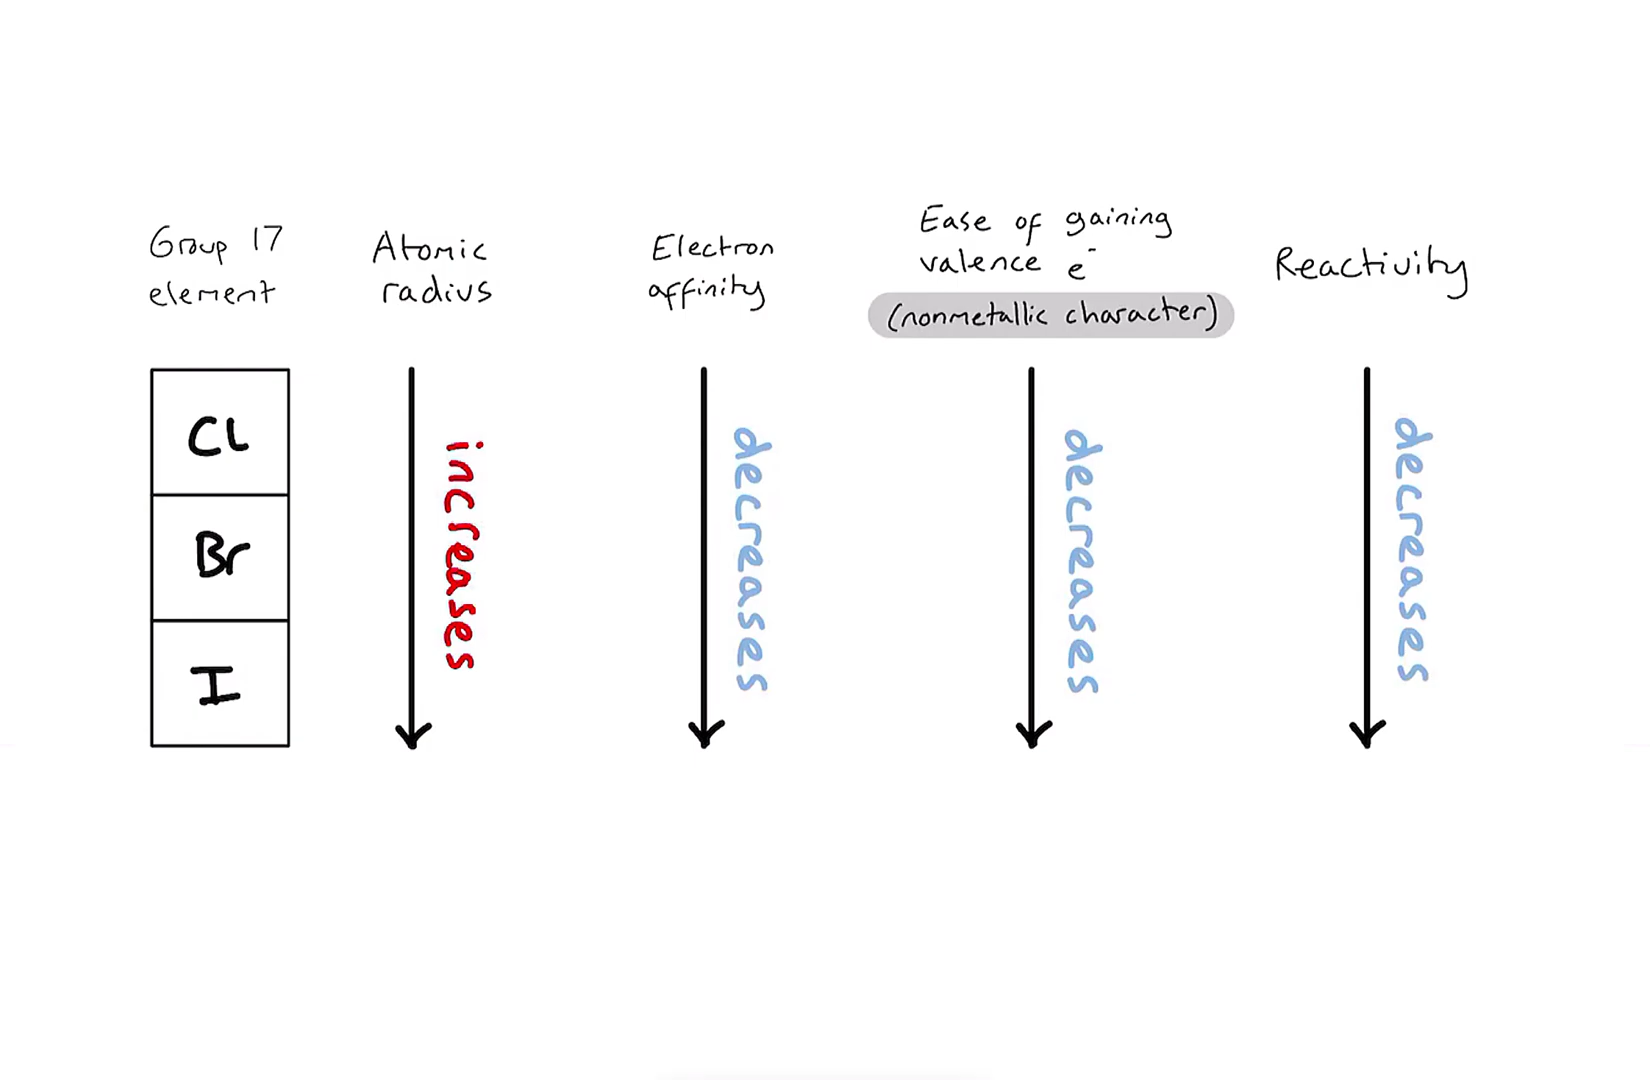 Group 17
element
Atomic
radius
Electron
affinity
Ease of gaining
valence e⁻
(nonmetallic character)
Reactivity
Cl
Br
I
increases
decreases
decreases
decreases